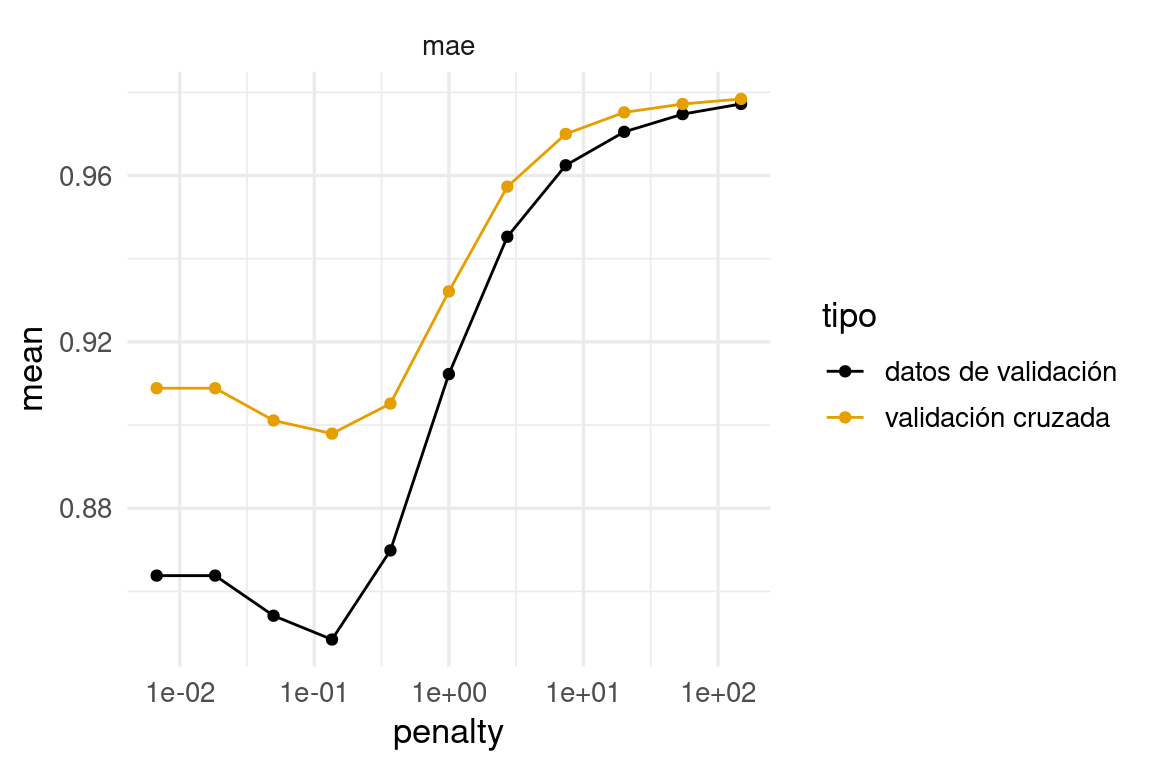 mae
0.96
0.92
0.88
mean
1e-02 1e-01 1e+00 1e+01 1e+02
penalty
tipo
datos de validación
validación cruzada